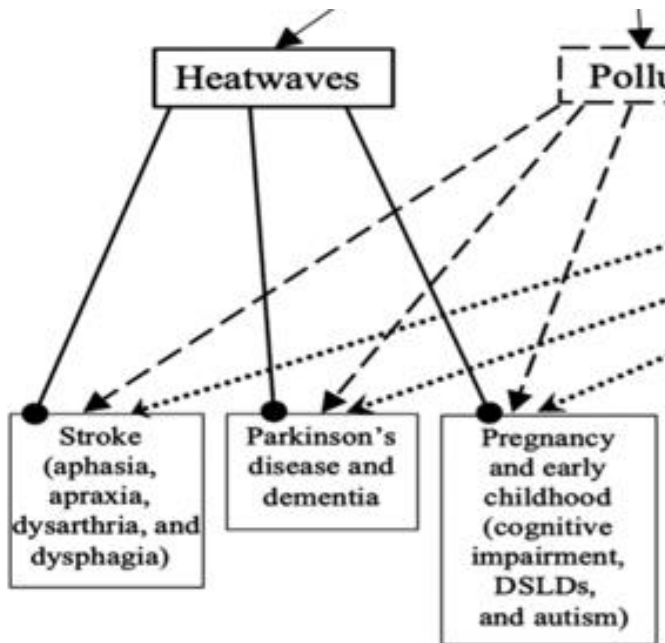 Heatwaves
Pollu
Stroke
(aphasia,
apraxia,
dysarthria, and
dysphagia)
Parkinson's
disease and
dementia
Pregnancy
and early
childhood
(cognitive
impairment,
DSLDs,
and autism)